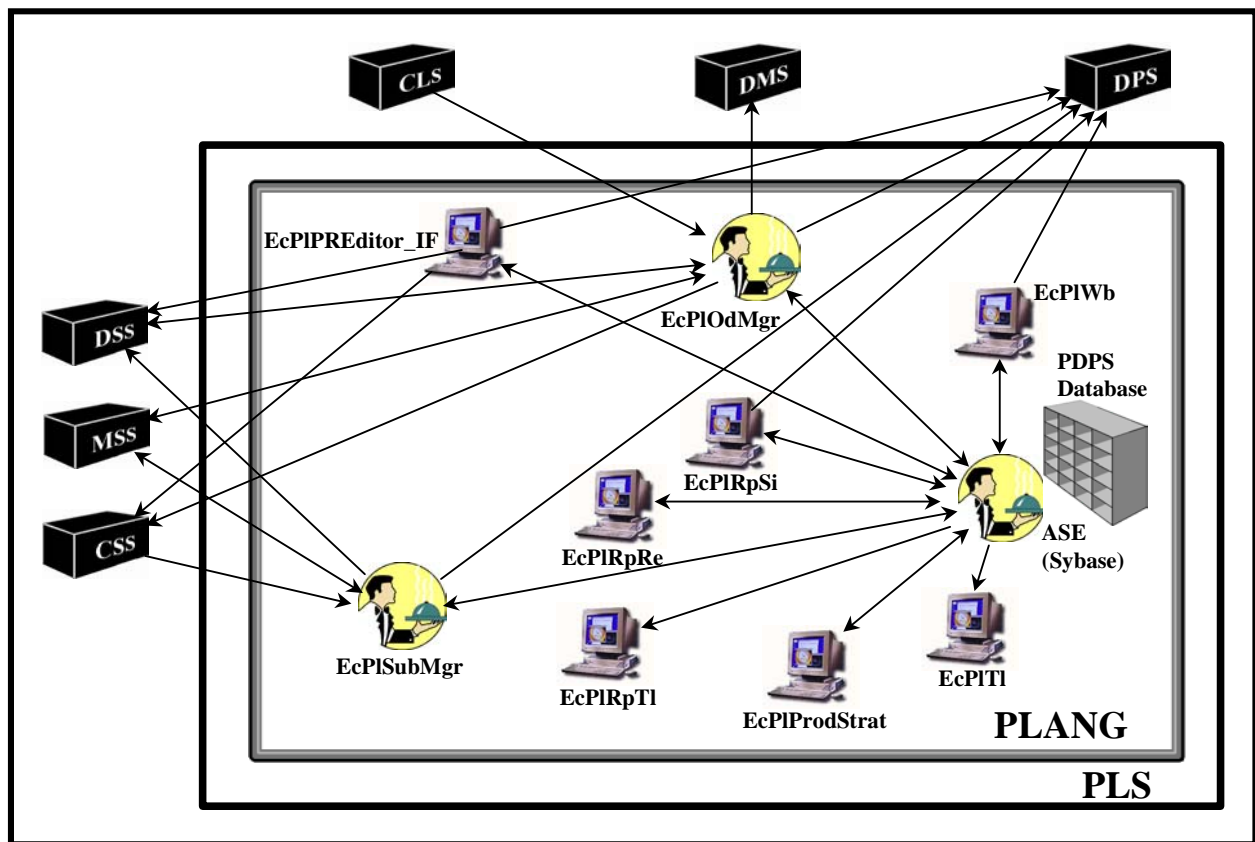 CLS
DMS
DPS
EcPlPREditor_IF
EcPlOdMgr
EcPlWb
DSS
PDPS
Database
MSS
EcPlRpSi
CSS
EcPlRpRe
ASE
(Sybase)
EcPlSubMgr
EcPlRpTl
EcPlProdStrat
EcPlTl
PLANG
PLS